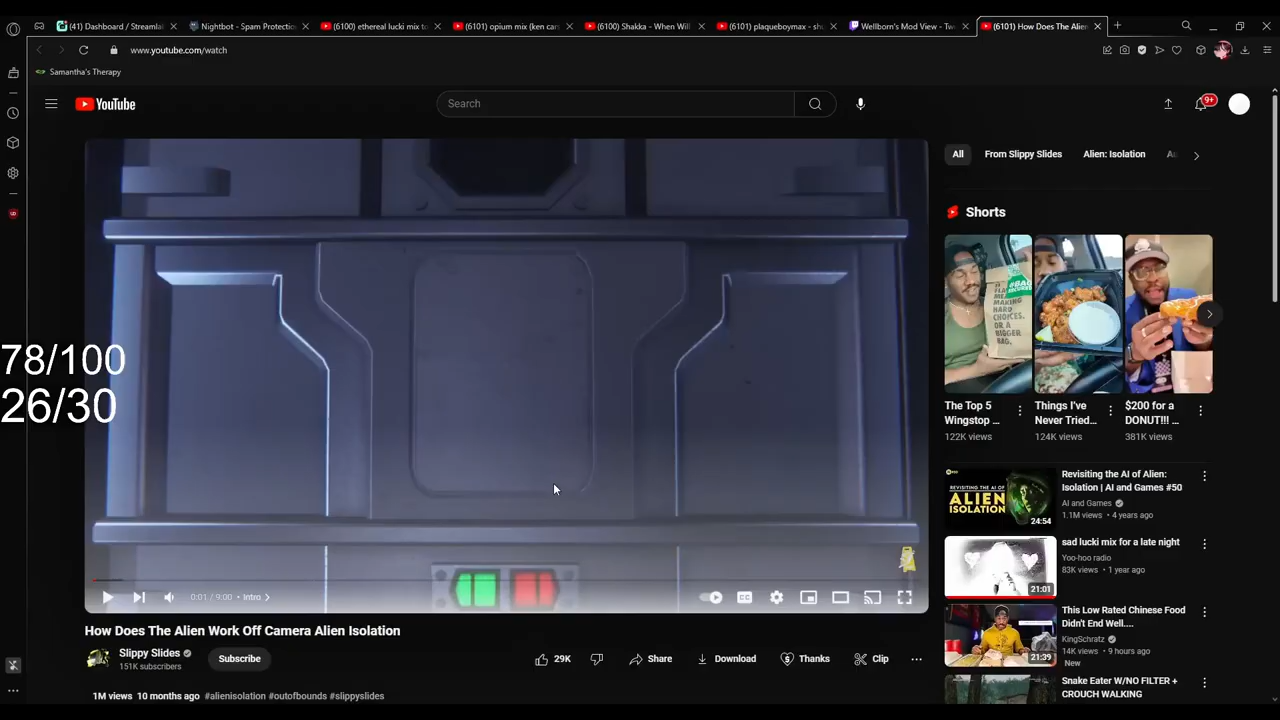 (41) Dashboard / Streamlab
Nightbot - Spam Protectio
(6100) ethereal lucki mix to
(6101) opium mix (ken car
(6100) Shakka - When Will
(6101) plaqueboymax - sh
Wellborn's Mod View - Tw
(6101) How Does The Alien
www.youtube.com/watch
Samantha's Therapy
YouTube
Search
9+
All
From Slippy Slides
Alien: Isolation
Shorts
78/100
26/30
The Top 5
Wingstop ...
122K views
Things I've
Never Tried...
124K views
$200 for a
DONUT!!! ...
381K views
REVISITING THE AI OF
ALIEN
ISOLATION
24:54
Revisiting the AI of Alien:
Isolation | AI and Games #50
AI and Games
1.1M views • 4 years ago
21:01
sad lucki mix for a late night
Yoo-hoo radio
83K views • 1 year ago
21:39
This Low Rated Chinese Food
Didn't End Well....
KingSchratz
14K views • 9 hours ago
New
Snake Eater W/NO FILTER +
CROUCH WALKING
0:01 / 9:00 • Intro
How Does The Alien Work Off Camera Alien Isolation
Slippy Slides
151K subscribers
Subscribe
29K
Share
Download
Thanks
Clip
1M views 10 months ago #alienisolation #outofbounds #slippyslides